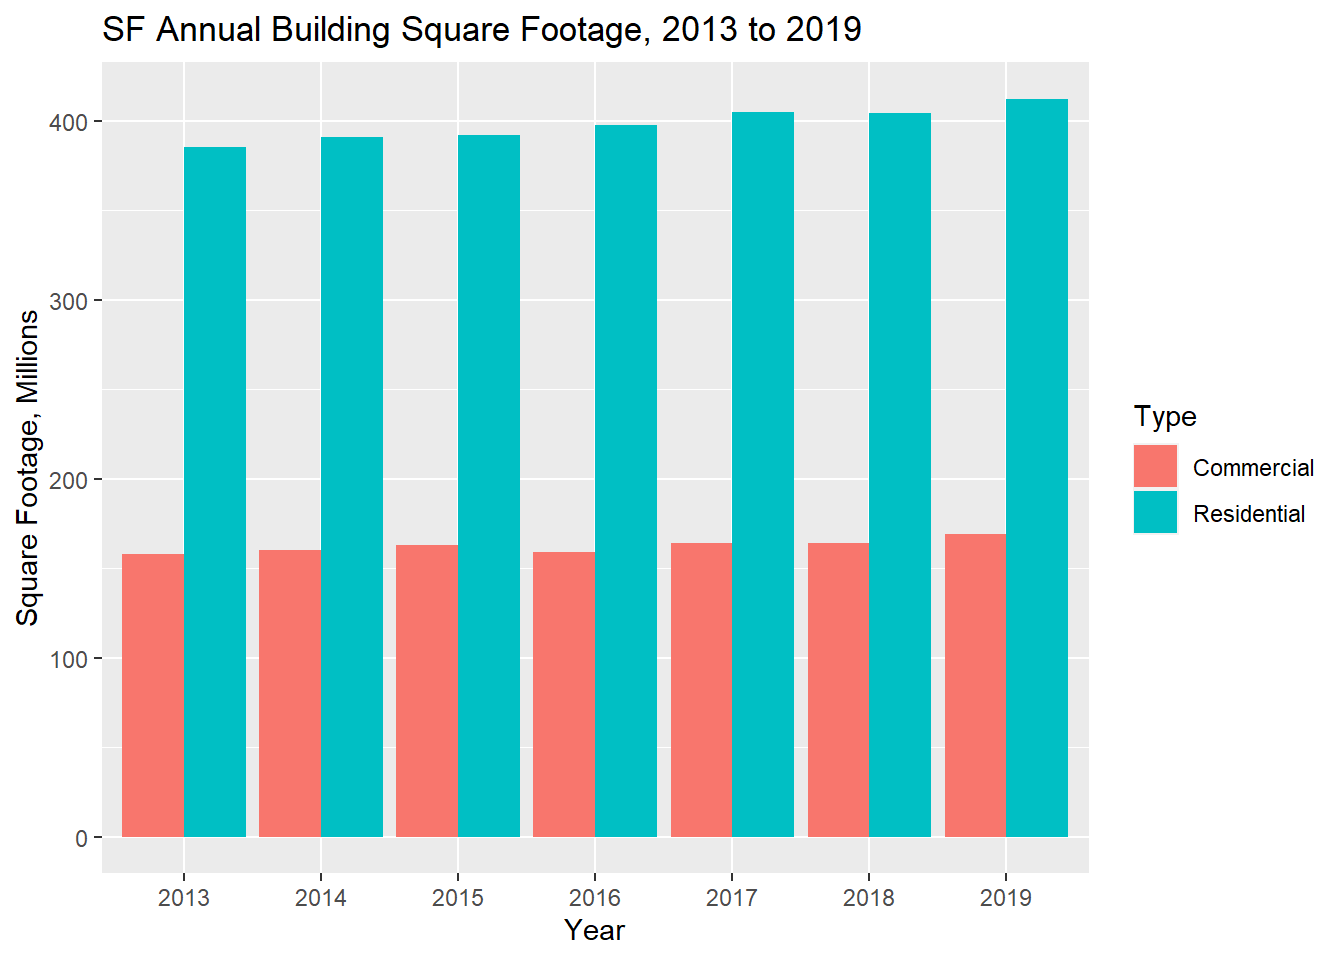 SF Annual Building Square Footage, 2013 to 2019
Square Footage, Millions
400
300
200
100
0
2013 2014 2015 2016 2017 2018 2019
Year
Type
Commercial
Residential